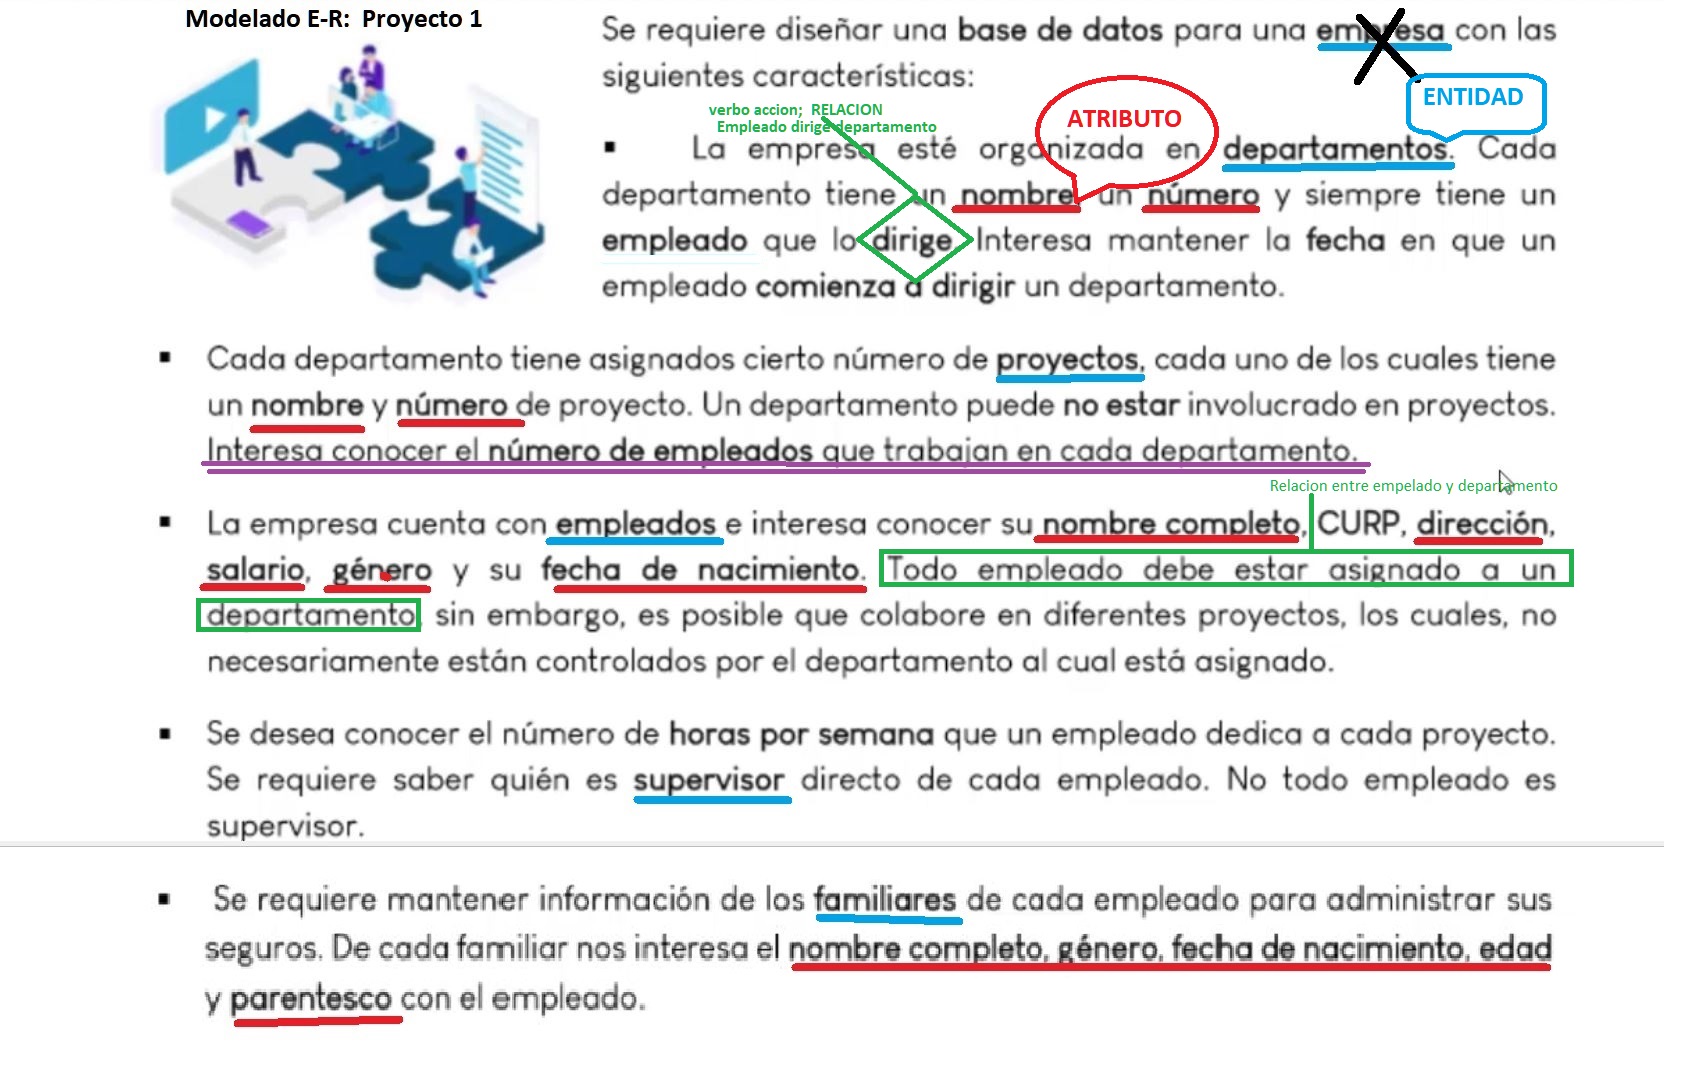 Modelado E-R: Proyecto 1
Se requiere diseñar una base de datos para una empresa con las
siguientes características:
ENTIDAD
verbo accion; RELACION
Empleado dirige departamento
ATRIBUTO
▪ La empresa esté organizada en departamentos. Cada
departamento tiene un nombre, un número y siempre tiene un
empleado que lo dirige. Interesa mantener la fecha en que un
empleado comienza a dirigir un departamento.
▪ Cada departamento tiene asignados cierto número de proyectos, cada uno de los cuales tiene
un nombre y número de proyecto. Un departamento puede no estar involucrado en proyectos.
Interesa conocer el número de empleados que trabajan en cada departamento.
Relacion entre empelado y departamento
▪ La empresa cuenta con empleados e interesa conocer su nombre completo, CURP, dirección,
salario, género y su fecha de nacimiento. Todo empleado debe estar asignado a un
departamento sin embargo, es posible que colabore en diferentes proyectos, los cuales, no
necesariamente están controlados por el departamento al cual está asignado.
▪ Se desea conocer el número de horas por semana que un empleado dedica a cada proyecto.
Se requiere saber quién es supervisor directo de cada empleado. No todo empleado es
supervisor.
▪ Se requiere mantener información de los familiares de cada empleado para administrar sus
seguros. De cada familiar nos interesa el nombre completo, género, fecha de nacimiento, edad
y parentesco con el empleado.